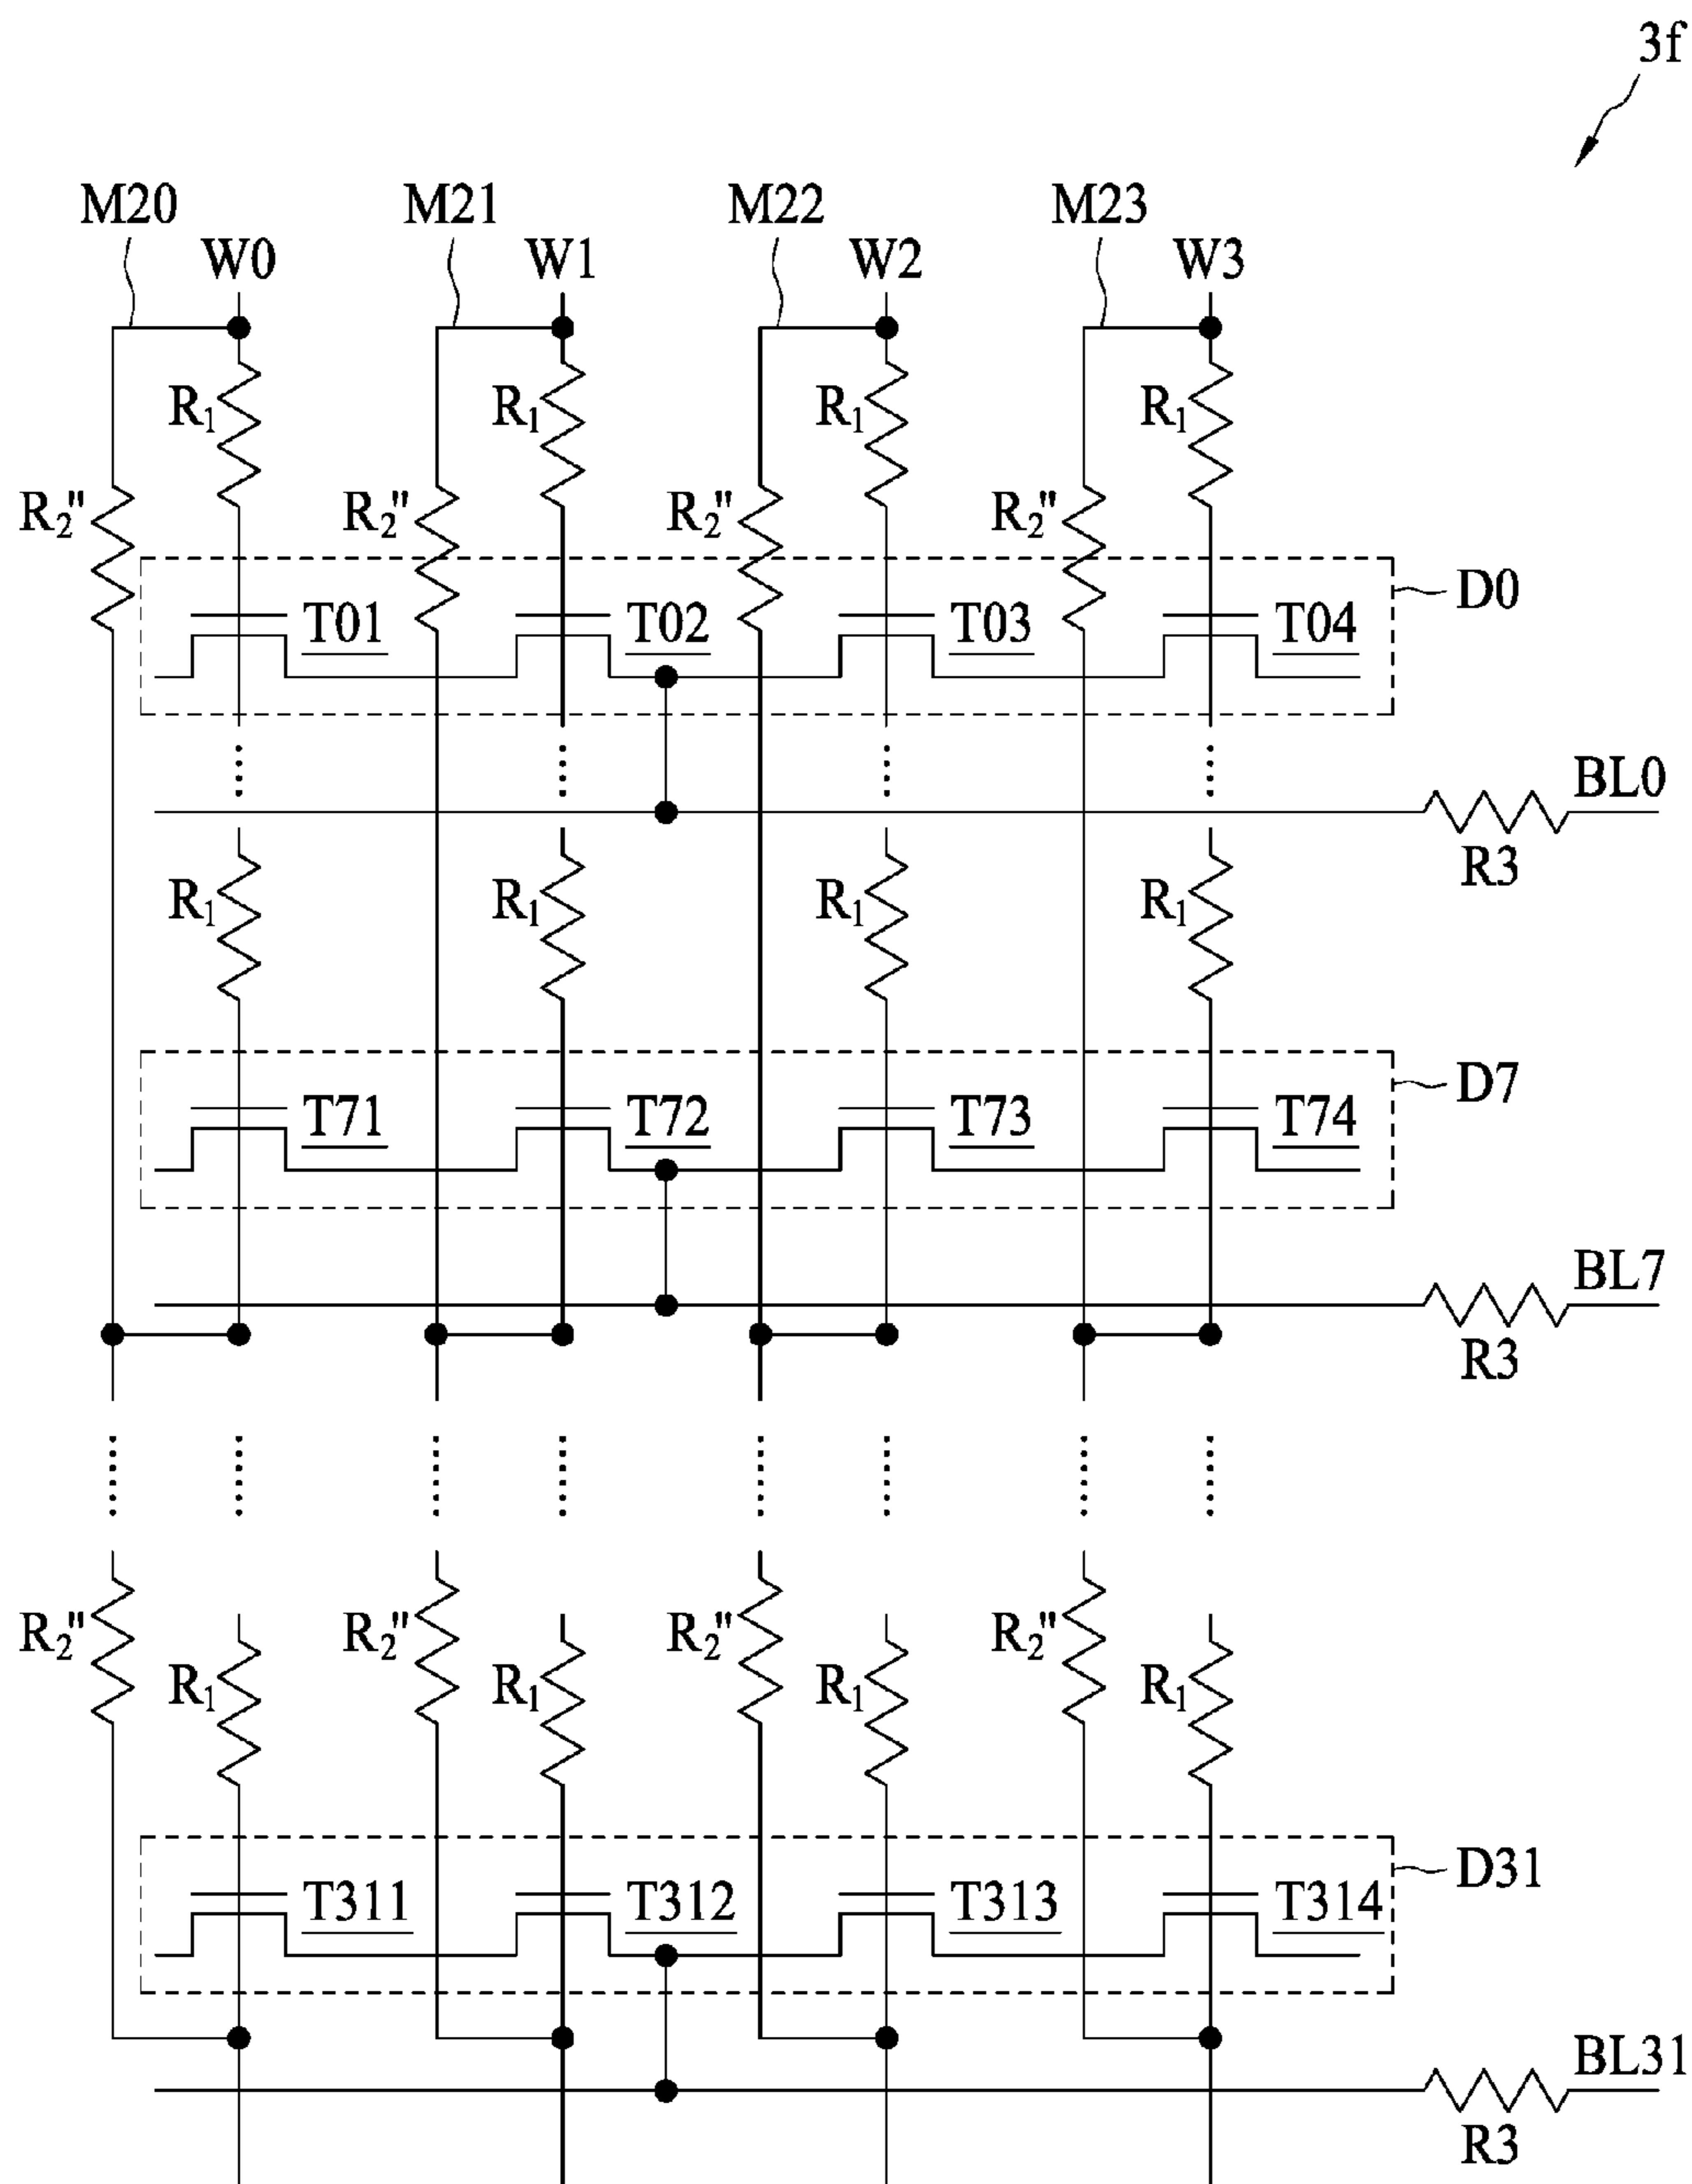 3f
M20 M21 M22 M23
W0 W1 W2 W3
R₁ R₁ R₁ R₁
R₂" R₂" R₂" R₂"
D0
T01 T02 T03 T04
BL0
R3
R₁ R₁ R₁ R₁
D7
T71 T72 T73 T74
BL7
R3
R₂" R₂" R₂" R₂"
R₁ R₁ R₁ R₁
D31
T311 T312 T313 T314
BL31
R3